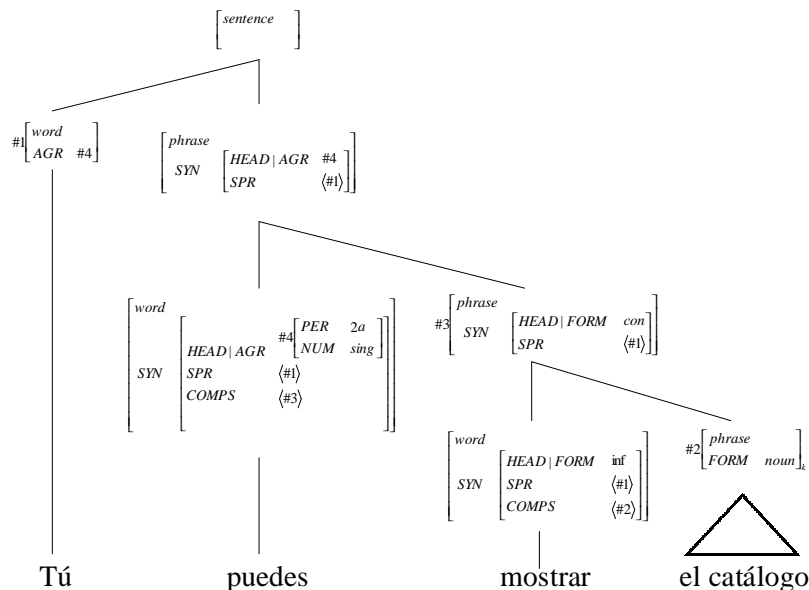 sentence
#1 word
AGR #4
phrase
SYN HEAD | AGR #4
SPR ⟨#1⟩
word
SYN HEAD | AGR #4 PER 2a
NUM sing
SPR ⟨#1⟩
COMPS ⟨#3⟩
#3 phrase
SYN HEAD | FORM con
SPR ⟨#1⟩
word
SYN HEAD | FORM inf
SPR ⟨#1⟩
COMPS ⟨#2⟩
#2 phrase
FORM noun k
Tú puedes mostrar el catálogo